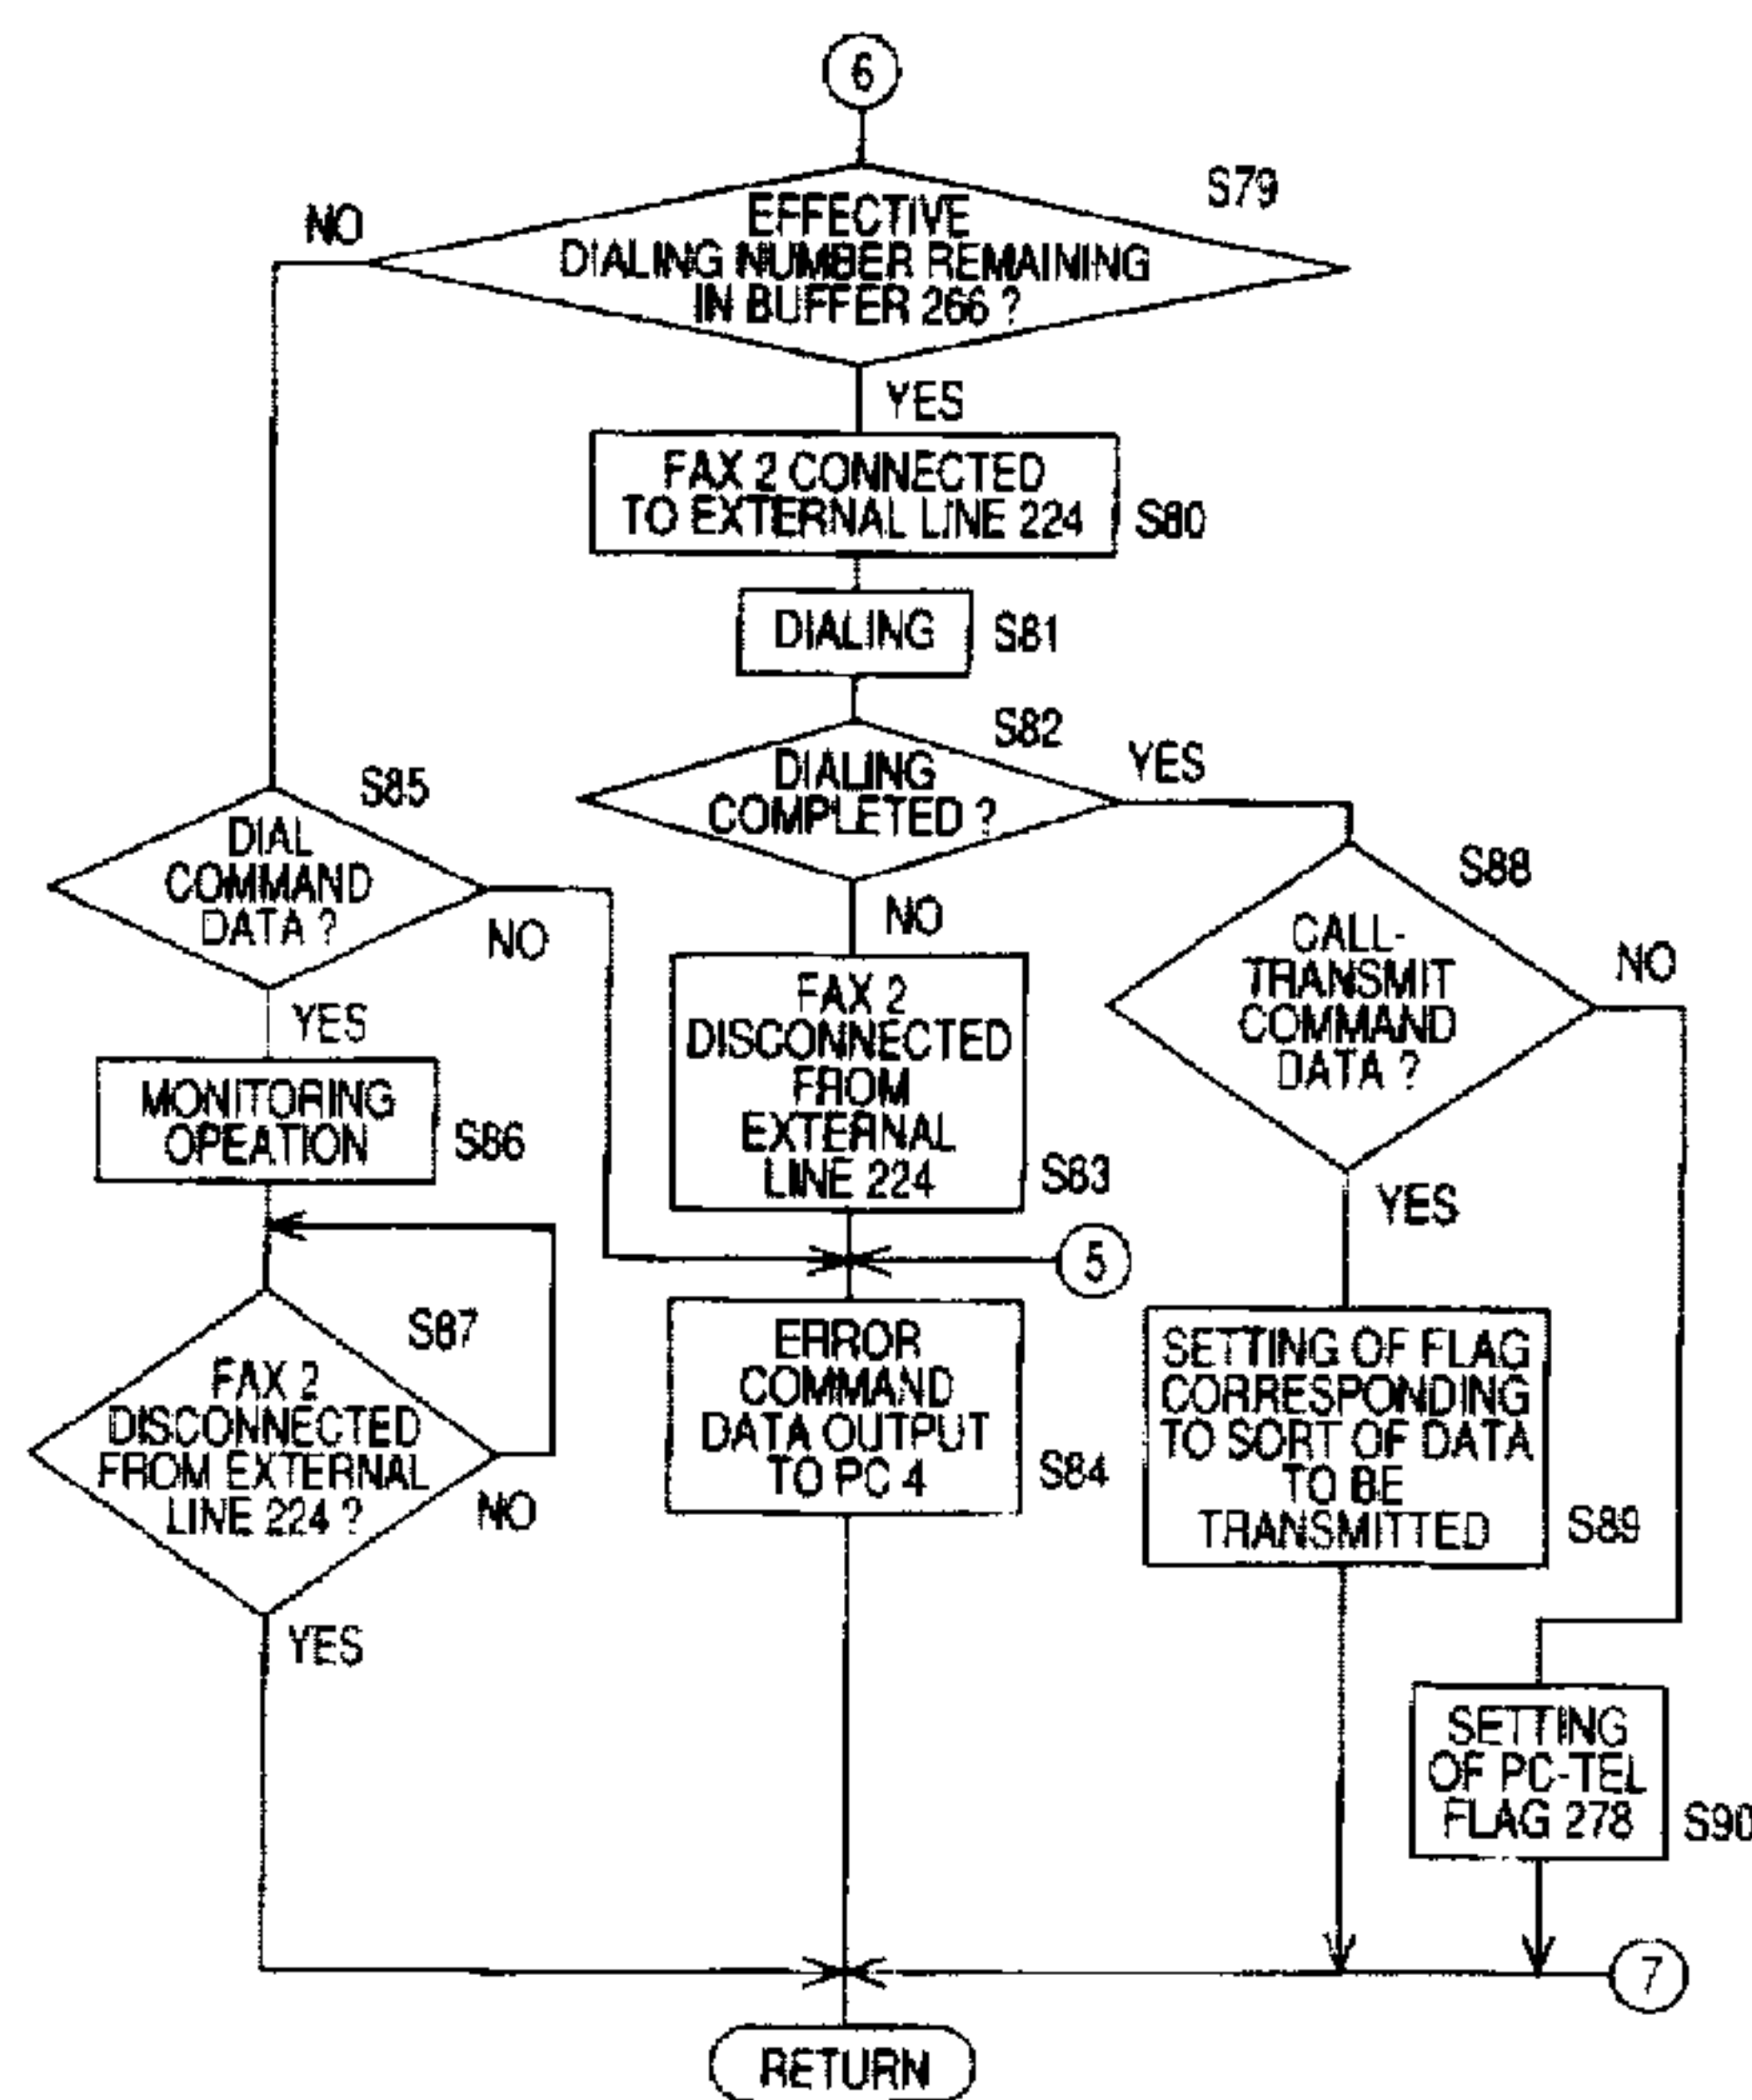 6
S79
NO
EFFECTIVE
DIALING NUMBER REMAINING
IN BUFFER 266 ?
YES
FAX 2 CONNECTED
TO EXTERNAL LINE 224
S80
DIALING
S81
S82
DIALING
COMPLETED ?
YES
NO
S85
DIAL
COMMAND
DATA ?
NO
YES
MONITORING
OPEATION
S86
S87
FAX 2
DISCONNECTED
FROM EXTERNAL
LINE 224 ?
NO
YES
FAX 2
DISCONNECTED
FROM
EXTERNAL
LINE 224
S83
5
ERROR
COMMAND
DATA OUTPUT
TO PC 4
S84
S88
CALL-
TRANSMIT
COMMAND
DATA ?
NO
YES
SETTING OF FLAG
CORRESPONDING
TO SORT OF DATA
TO BE
TRANSMITTED
S89
SETTING
OF PC-TEL
FLAG 278
S90
7
RETURN